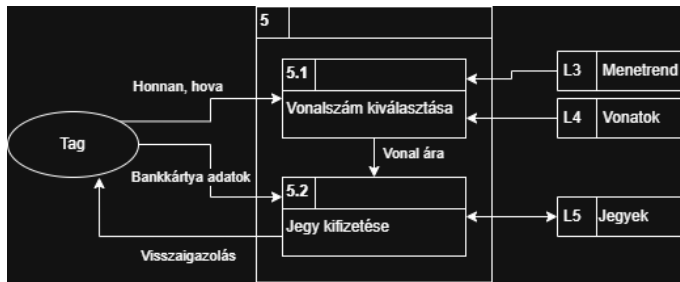 5
5.1
Vonalszám kiválasztása
Honnan, hova
Tag
Bankkártya adatok
Visszaigazolás
Vonal ára
5.2
Jegy kifizetése
L3 Menetrend
L4 Vonatok
L5 Jegyek